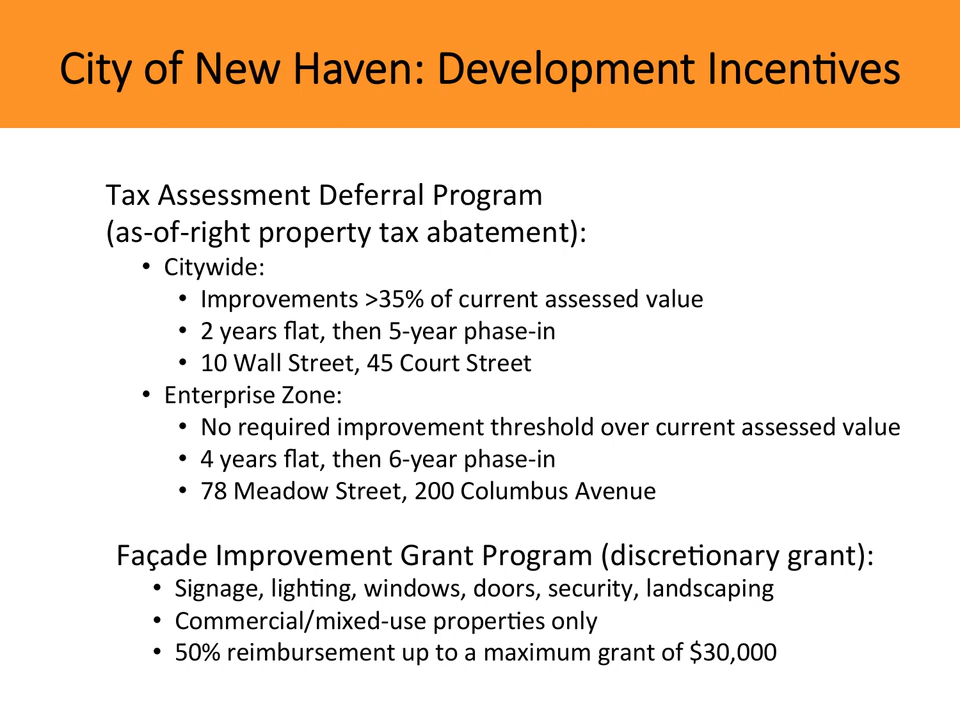 City of New Haven: Development Incentives
Tax Assessment Deferral Program
(as-of-right property tax abatement):
• Citywide:
• Improvements >35% of current assessed value
• 2 years flat, then 5-year phase-in
• 10 Wall Street, 45 Court Street
• Enterprise Zone:
• No required improvement threshold over current assessed value
• 4 years flat, then 6-year phase-in
• 78 Meadow Street, 200 Columbus Avenue
Façade Improvement Grant Program (discretionary grant):
• Signage, lighting, windows, doors, security, landscaping
• Commercial/mixed-use properties only
• 50% reimbursement up to a maximum grant of $30,000